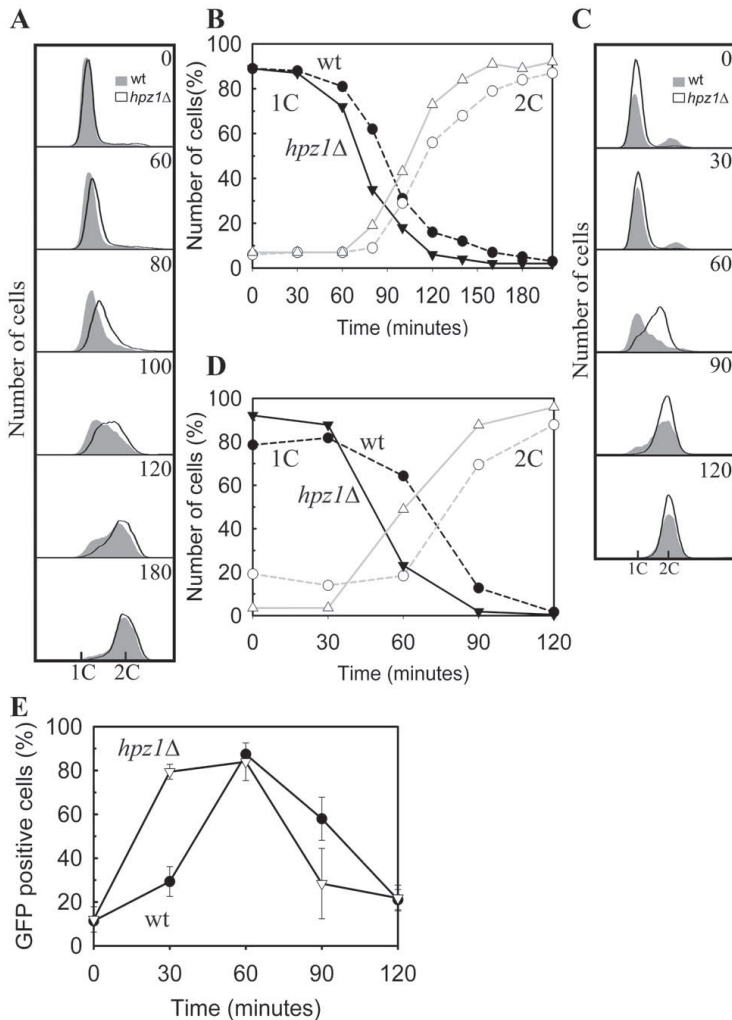 A
wt
hpz1Δ
0
60
80
100
120
180
Number of cells
1C 2C
B
Number of cells(%)
100
80
60
40
20
0
wt
1C
hpz1Δ
2C
0 30 60 90 120 150 180
Time (minutes)
C
wt
hpz1Δ
0
30
60
90
120
Number of cells
1C 2C
D
Number of cells (%)
100
80
60
40
20
0
1C
wt
hpz1Δ
2C
0 30 60 90 120
Time (minutes)
E
GFP positive cells (%)
100
80
60
40
20
0
hpz1Δ
wt
0 30 60 90 120
Time (minutes)